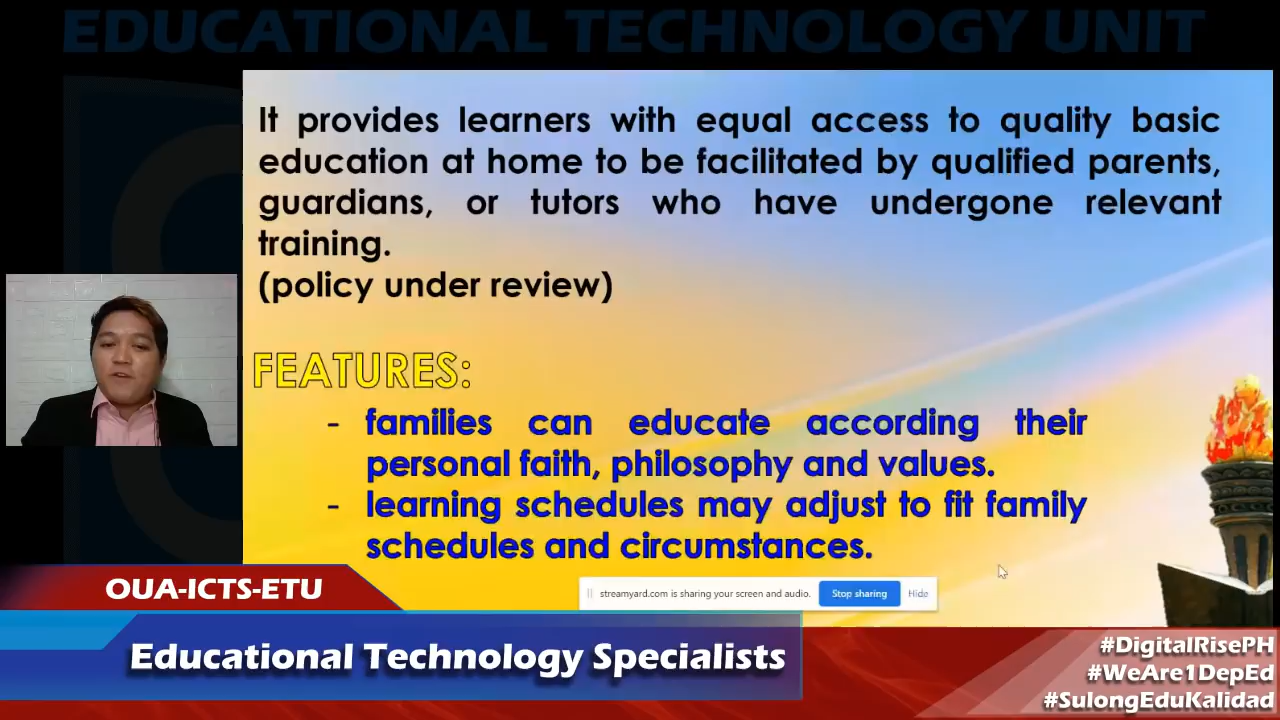 EDUCATIONAL TECHNOLOGY UNIT
It provides learners with equal access to quality basic
education at home to be facilitated by qualified parents,
guardians, or tutors who have undergone relevant
training.
(policy under review)
FEATURES:
- families can educate according their
personal faith, philosophy and values.
- learning schedules may adjust to fit family
schedules and circumstances.
streamyard.com is sharing your screen and audio. Stop sharing Hide
OUA-ICTS-ETU
Educational Technology Specialists
#DigitalRisePH
#WeAre1DepEd
#SulongEduKalidad